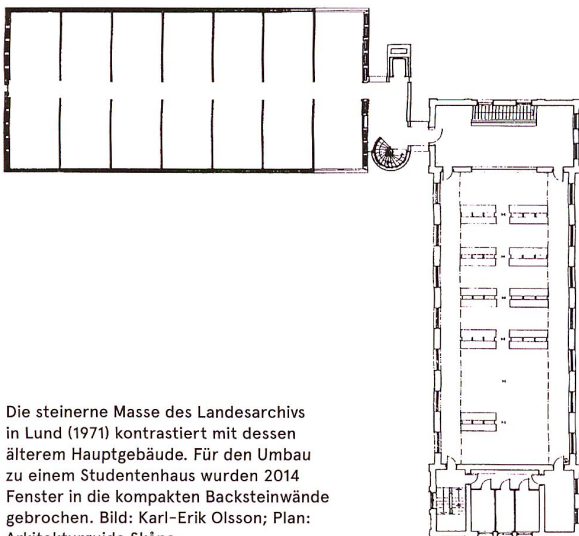 Die steinerne Masse des Landesarchivs
in Lund (1971) kontrastiert mit dessen
älterem Hauptgebäude. Für den Umbau
zu einem Studentenhaus wurden 2014
Fenster in die kompakten Backsteinwände
gebrochen. Bild: Karl-Erik Olsson; Plan: